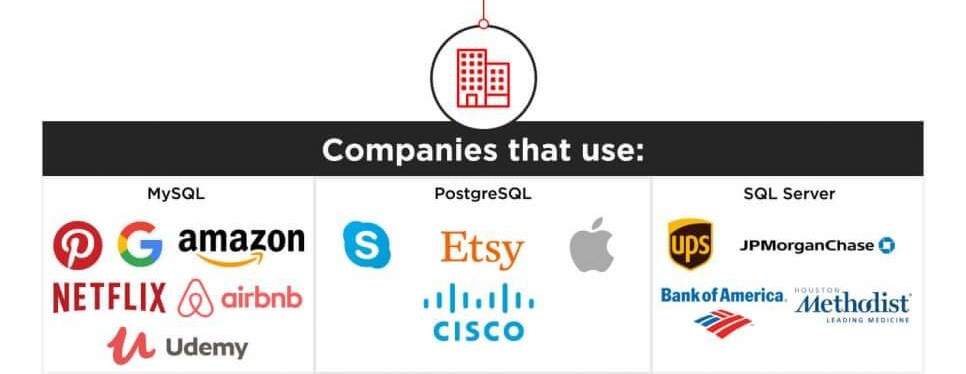 Companies that use:
MySQL
amazon
NETFLIX
airbnb
Udemy
PostgreSQL
S
Etsy
CISCO
SQL Server
ups
JPMorganChase
Bank of America
HOUSTON
Methodist
LEADING MEDICINE